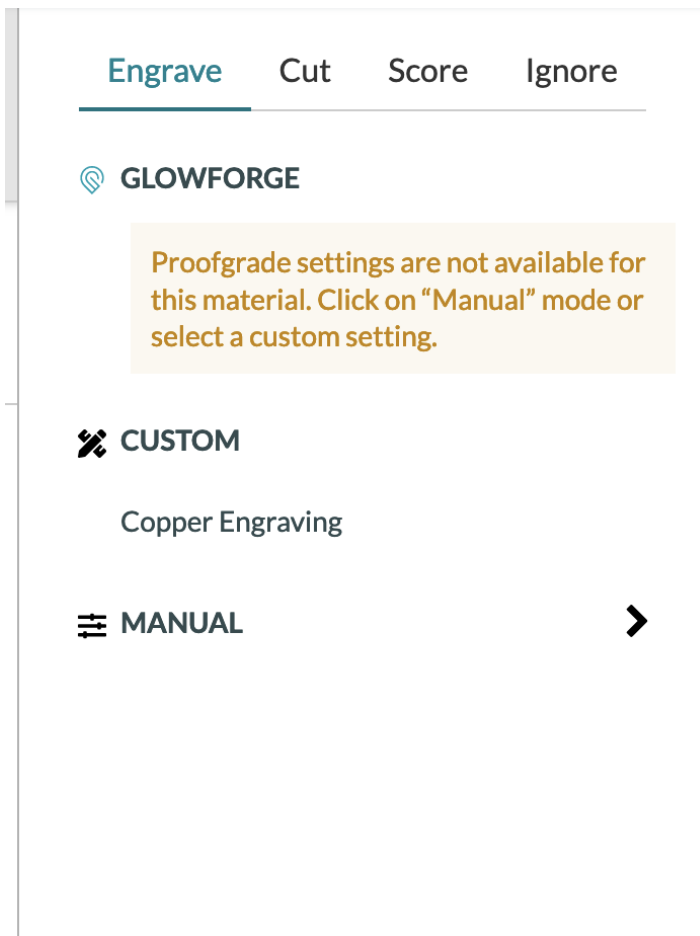 Engrave Cut Score Ignore
GLOWFORGE
Proofgrade settings are not available for
this material. Click on “Manual” mode or
select a custom setting.
CUSTOM
Copper Engraving
MANUAL